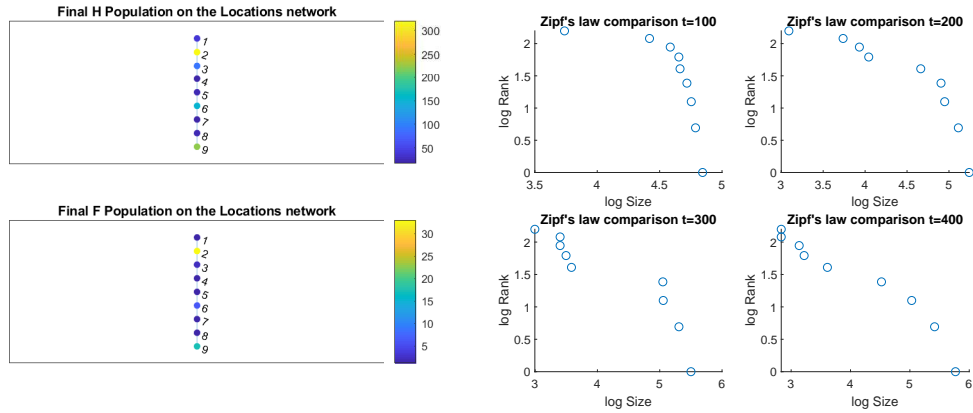 Final H Population on the Locations network
1
2
3
4
5
6
7
8
9
300
250
200
150
100
50
Final F Population on the Locations network
1
2
3
4
5
6
7
8
9
30
25
20
15
10
5
Zipf's law comparison t=100
log Rank
2
1.5
1
0.5
0
3.5 4 4.5 5
log Size
Zipf's law comparison t=200
log Rank
2
1.5
1
0.5
0
3 3.5 4 4.5 5
log Size
Zipf's law comparison t=300
log Rank
2
1.5
1
0.5
0
3 4 5 6
log Size
Zipf's law comparison t=400
log Rank
2
1.5
1
0.5
0
3 4 5 6
log Size